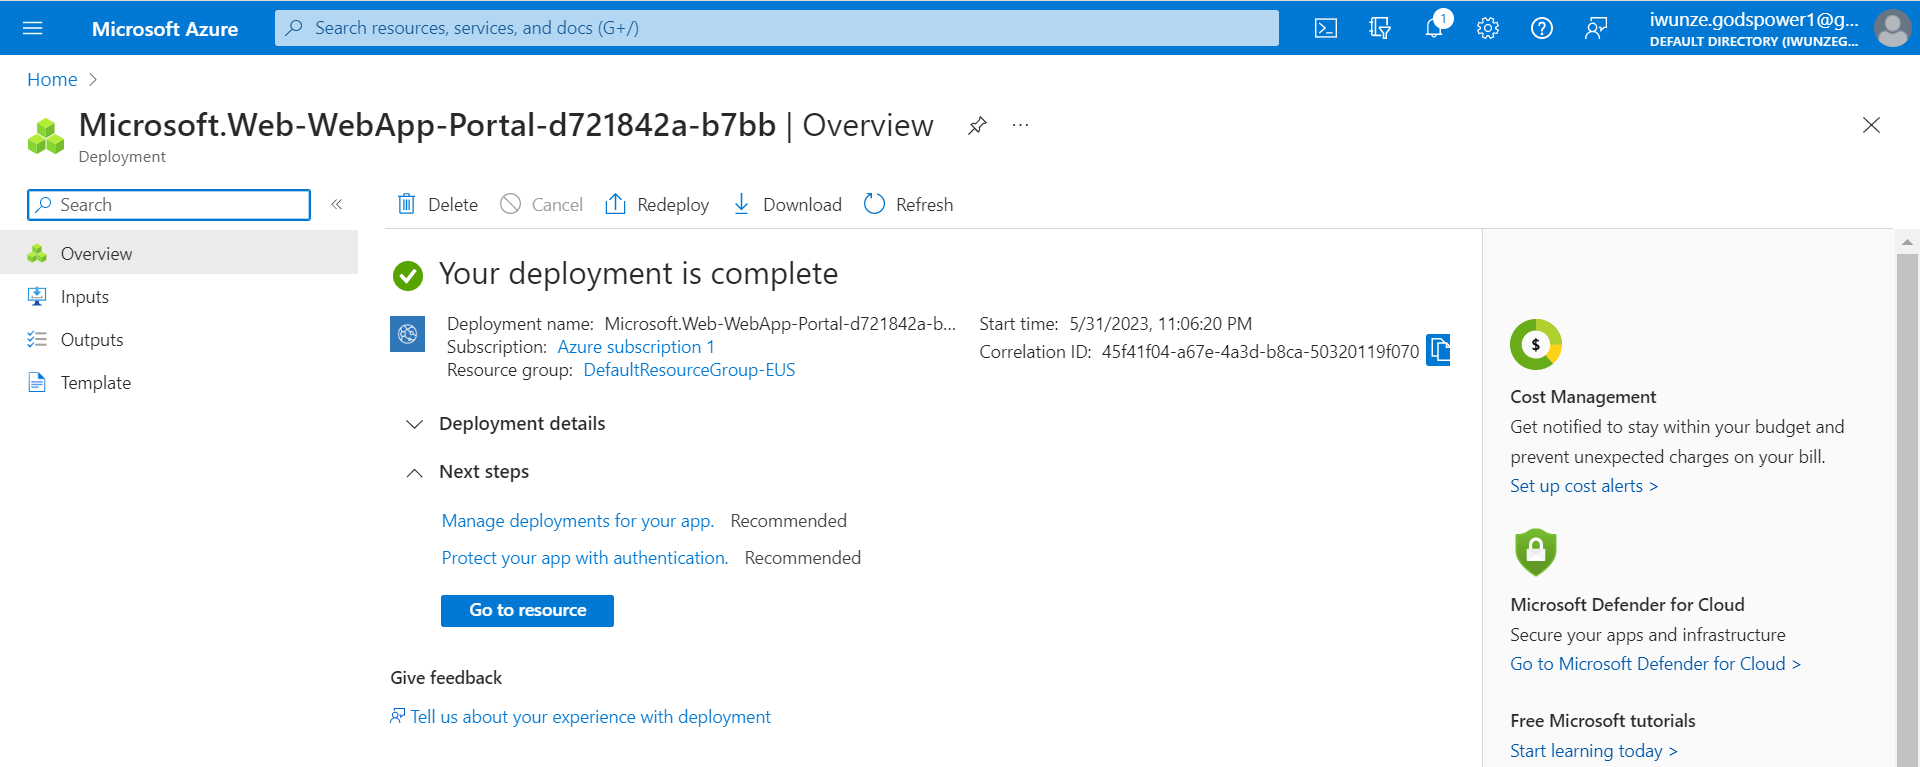 Microsoft Azure
Search resources, services, and docs (G+/)
1
iwunze.godspower1@g...
DEFAULT DIRECTORY (IWUNZEG...
Home
Microsoft.Web-WebApp-Portal-d721842a-b7bb | Overview
...
Deployment
Search
«
Delete
Cancel
Redeploy
Download
Refresh
Overview
Inputs
Outputs
Template
Your deployment is complete
Deployment name: Microsoft.Web-WebApp-Portal-d721842a-b...
Subscription: Azure subscription 1
Resource group: DefaultResourceGroup-EUS
Start time: 5/31/2023, 11:06:20 PM
Correlation ID: 45f41f04-a67e-4a3d-b8ca-50320119f070
Deployment details
Next steps
Manage deployments for your app. Recommended
Protect your app with authentication. Recommended
Go to resource
Give feedback
Tell us about your experience with deployment
$
Cost Management
Get notified to stay within your budget and
prevent unexpected charges on your bill.
Set up cost alerts >
Microsoft Defender for Cloud
Secure your apps and infrastructure
Go to Microsoft Defender for Cloud >
Free Microsoft tutorials
Start learning today >